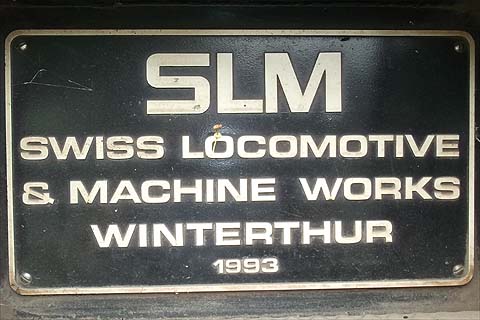 SLM
SWISS LOCOMOTIVE
& MACHINE WORKS
WINTERTHUR
1993